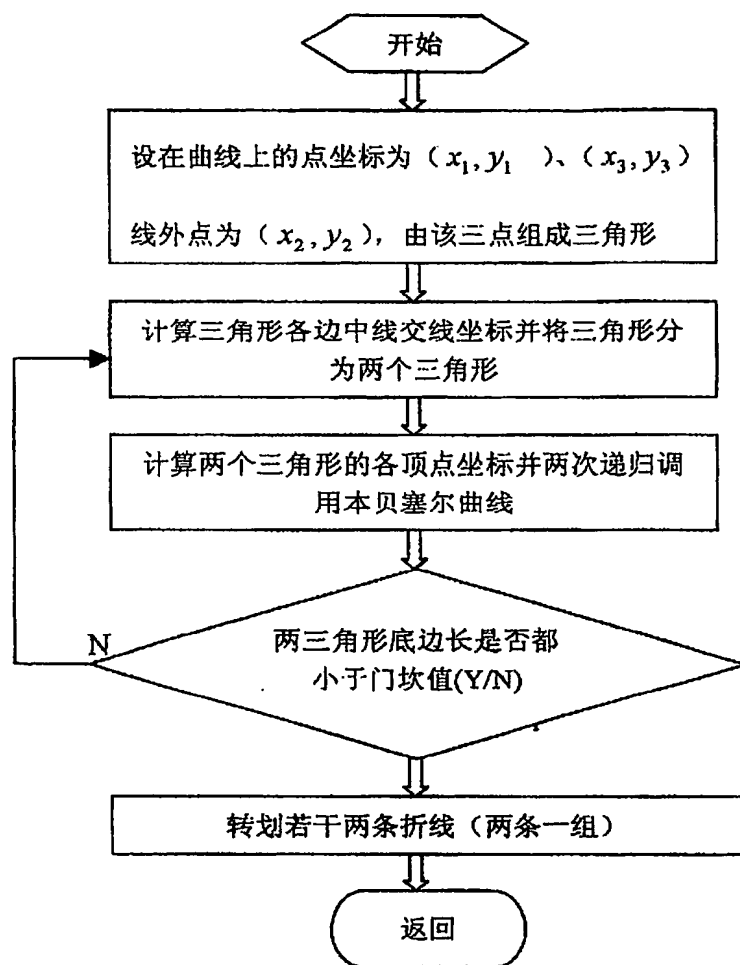 开始
设在曲线上的点坐标为（x₁,y₁ ）、（x₃,y₃）
线外点为（x₂,y₂），由该三点组成三角形
计算三角形各边中线交线坐标并将三角形分
为两个三角形
计算两个三角形的各顶点坐标并两次递归调
用本贝塞尔曲线
两三角形底边长是否都
N
小于门坎值(Y/N)
转划若干两条折线（两条一组）
返回